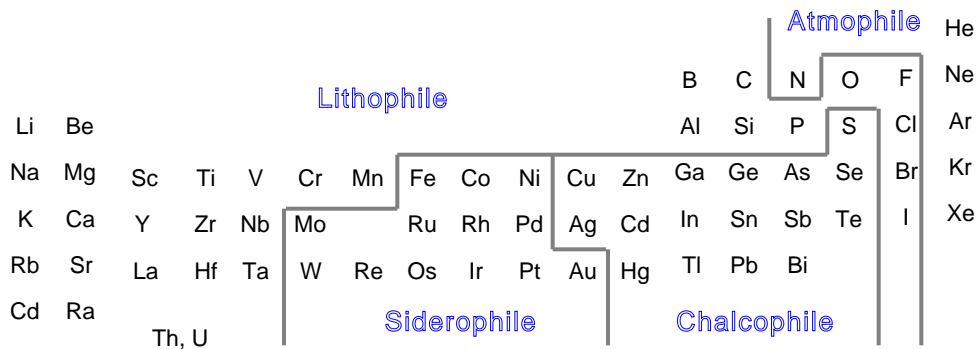 Atmophile He
B C N O F Ne
Lithophile
Li Be Al Si P S Cl Ar
Na Mg Sc Ti V Cr Mn Fe Co Ni Cu Zn Ga Ge As Se Br Kr
K Ca Y Zr Nb Mo Ru Rh Pd Ag Cd In Sn Sb Te I Xe
Rb Sr La Hf Ta W Re Os Ir Pt Au Hg Tl Pb Bi
Cd Ra
Th, U Siderophile Chalcophile